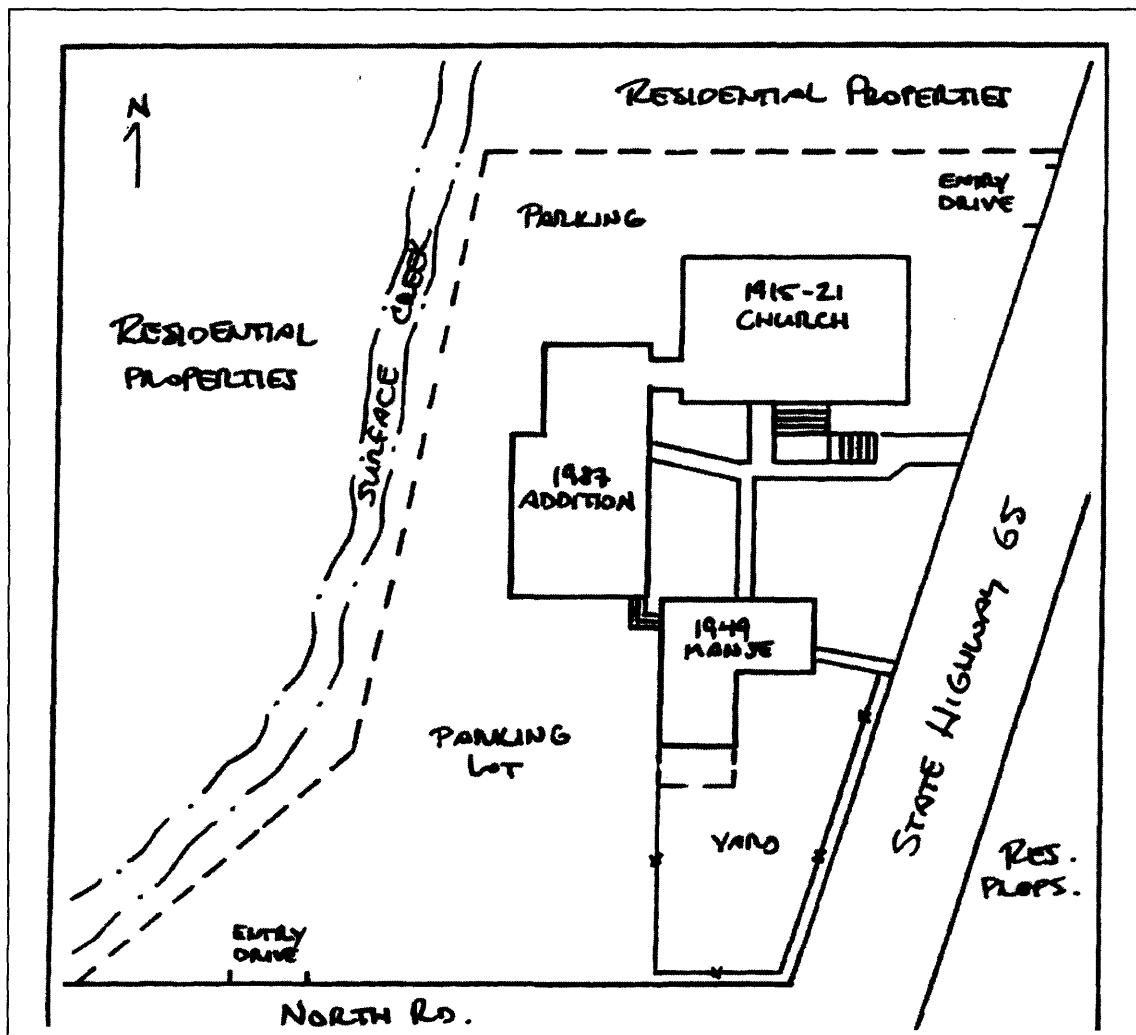 N
RESIDENTIAL PROPERTIES
ENTRY
DRIVE
PARKING
1915-21
CHURCH
SURFACE CREEK
RESIDENTIAL
PROPERTIES
1987
ADDITION
STATE HIGHWAY 65
1949
MANSE
PARKING
LOT
YARD
RES.
PROPS.
ENTRY
DRIVE
NORTH RD.